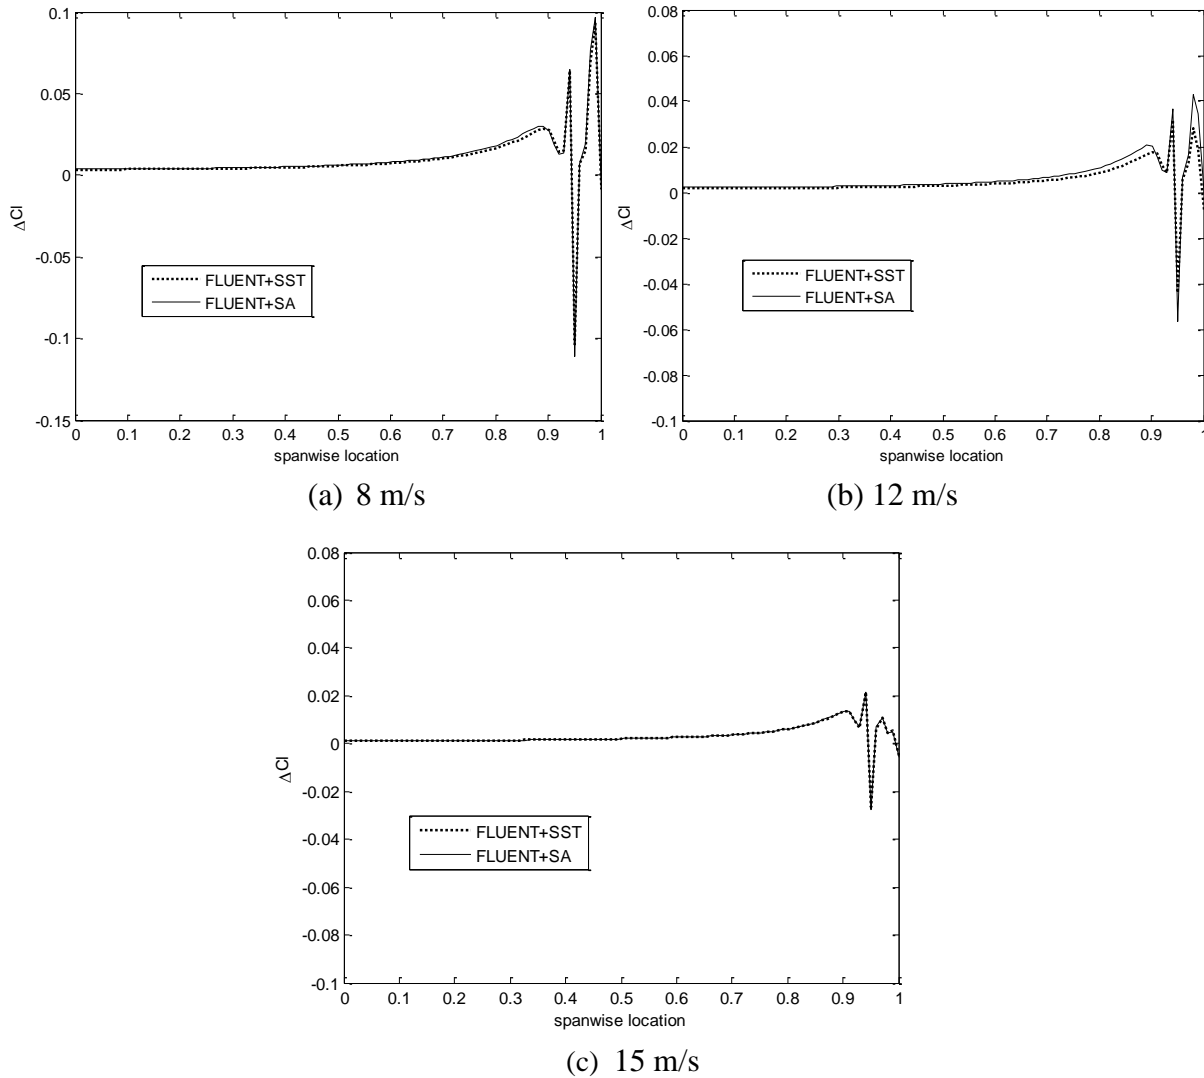 0.1
0.05
0
-0.05
-0.1
-0.15
ΔCl
FLUENT+SST
FLUENT+SA
0 0.1 0.2 0.3 0.4 0.5 0.6 0.7 0.8 0.9 1
spanwise location
(a) 8 m/s
0.08
0.06
0.04
0.02
0
-0.02
-0.04
-0.06
-0.08
-0.1
ΔCl
FLUENT+SST
FLUENT+SA
0 0.1 0.2 0.3 0.4 0.5 0.6 0.7 0.8 0.9 1
spanwise location
(b) 12 m/s
0.08
0.06
0.04
0.02
0
-0.02
-0.04
-0.06
-0.08
-0.1
ΔCl
FLUENT+SST
FLUENT+SA
0 0.1 0.2 0.3 0.4 0.5 0.6 0.7 0.8 0.9 1
spanwise location
(c) 15 m/s